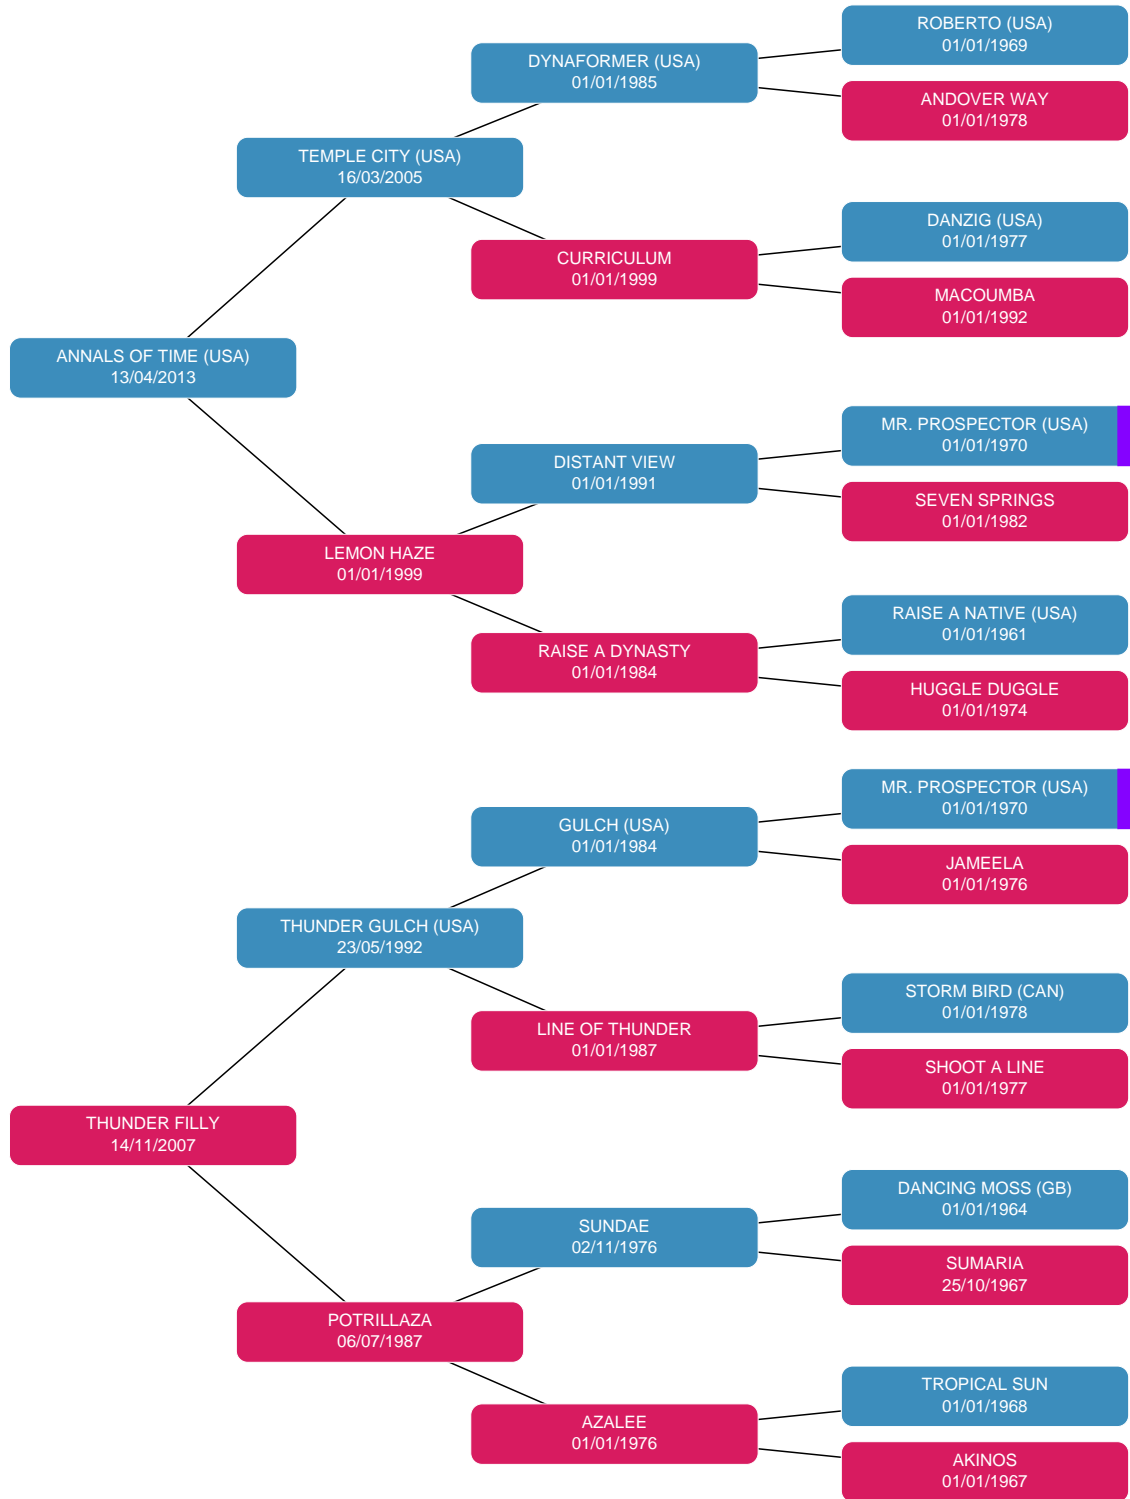 ROBERTO (USA)
01/01/1969
DYNAFORMER (USA)
01/01/1985
ANDOVER WAY
01/01/1978
TEMPLE CITY (USA)
16/03/2005
DANZIG (USA)
01/01/1977
CURRICULUM
01/01/1999
MACOUMBA
01/01/1992
ANNALS OF TIME (USA)
13/04/2013
MR. PROSPECTOR (USA)
01/01/1970
DISTANT VIEW
01/01/1991
SEVEN SPRINGS
01/01/1982
LEMON HAZE
01/01/1999
RAISE A NATIVE (USA)
01/01/1961
RAISE A DYNASTY
01/01/1984
HUGGLE DUGGLE
01/01/1974
MR. PROSPECTOR (USA)
01/01/1970
GULCH (USA)
01/01/1984
JAMEELA
01/01/1976
THUNDER GULCH (USA)
23/05/1992
STORM BIRD (CAN)
01/01/1978
LINE OF THUNDER
01/01/1987
SHOOT A LINE
01/01/1977
THUNDER FILLY
14/11/2007
DANCING MOSS (GB)
01/01/1964
SUNDAE
02/11/1976
SUMARIA
25/10/1967
POTRILLAZA
06/07/1987
TROPICAL SUN
01/01/1968
AZALEE
01/01/1976
AKINOS
01/01/1967